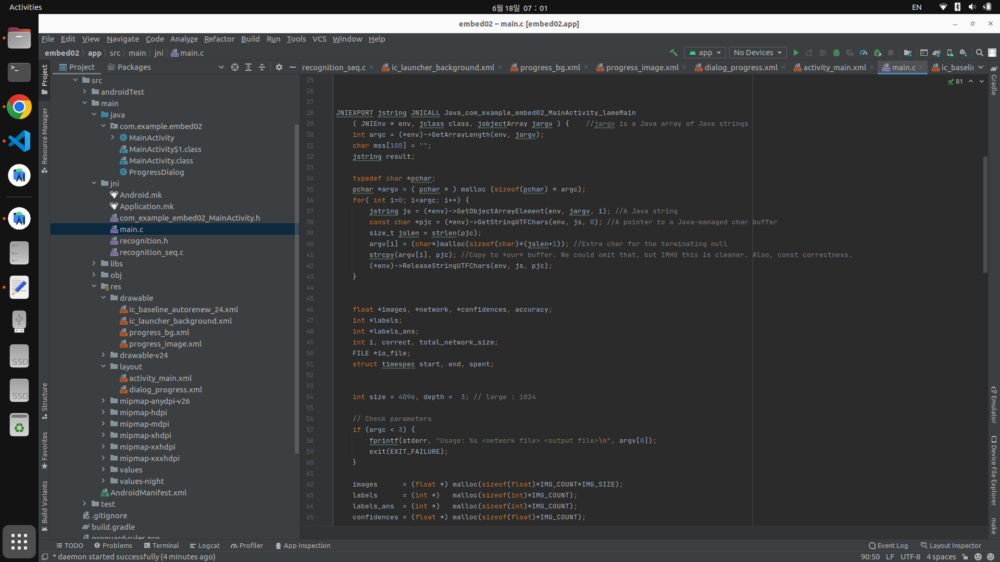 Activities
6월 18일 07 : 01
EN
embed02 – main.c [embed02.app]
File Edit View Navigate Code Analyze Refactor Build Run Tools VCS Window Help
embed02 app src main jni main.c
app
No Devices
Project Packages
recognition_seq.c ic_launcher_background.xml progress_bg.xml progress_image.xml dialog_progress.xml activity_main.xml main.c ic_baselin
81
Project
Resource Manager
Structure
Favorites
Build Variants
src
androidTest
main
java
com.example.embed02
MainActivity
MainActivity$1.class
MainActivity.class
ProgressDialog
jni
Android.mk
Application.mk
com_example_embed02_MainActivity.h
main.c
recognition.h
recognition_seq.c
libs
obj
res
drawable
ic_baseline_autorenew_24.xml
ic_launcher_background.xml
progress_bg.xml
progress_image.xml
drawable-v24
layout
activity_main.xml
dialog_progress.xml
mipmap-anydpi-v26
mipmap-hdpi
mipmap-mdpi
mipmap-xhdpi
mipmap-xxhdpi
mipmap-xxxhdpi
values
values-night
AndroidManifest.xml
test
.gitignore
build.gradle
proguard-rules.pro
25
26
27
28 JNIEXPORT jstring JNICALL Java_com_example_embed02_MainActivity_lameMain
29 ( JNIEnv * env, jclass class, jobjectArray jargv ) { //jargv is a Java array of Java strings
30 int argc = (*env)->GetArrayLength(env, jargv);
31 char mss[100] = "";
32 jstring result;
33
34 typedef char *pchar;
35 pchar *argv = ( pchar * ) malloc (sizeof(pchar) * argc);
36 for( int i=0; i<argc; i++) {
37 jstring js = (*env)->GetObjectArrayElement(env, jargv, i); //A Java string
38 const char *pjc = (*env)->GetStringUTFChars(env, js, 0); //A pointer to a Java-managed char buffer
39 size_t jslen = strlen(pjc);
40 argv[i] = (char*)malloc(sizeof(char)*(jslen+1)); //Extra char for the terminating null
41 strcpy(argv[i], pjc); //Copy to *our* buffer. We could omit that, but IMHO this is cleaner. Also, const correctness.
42 (*env)->ReleaseStringUTFChars(env, js, pjc);
43 }
44
45
46 float *images, *network, *confidences, accuracy;
47 int *labels;
48 int *labels_ans;
49 int i, correct, total_network_size;
50 FILE *io_file;
51 struct timespec start, end, spent;
52
53
54 int size = 4096, depth = 3; // large : 1024
55
56 // Check parameters
57 if (argc < 3) {
58 fprintf(stderr, "Usage: %s <network file> <output file>\n", argv[0]);
59 exit(EXIT_FAILURE);
60 }
61
62 images = (float *) malloc(sizeof(float)*IMG_COUNT*IMG_SIZE);
63 labels = (int *) malloc(sizeof(int)*IMG_COUNT);
64 labels_ans = (int *) malloc(sizeof(int)*IMG_COUNT);
65 confidences = (float *) malloc(sizeof(float)*IMG_COUNT);
Gradle
Emulator
Device File Explorer
make
SSD
SSD
TODO Problems Terminal Logcat Profiler App Inspection
Event Log Layout Inspector
* daemon started successfully (4 minutes ago)
90:50 LF UTF-8 4 spaces